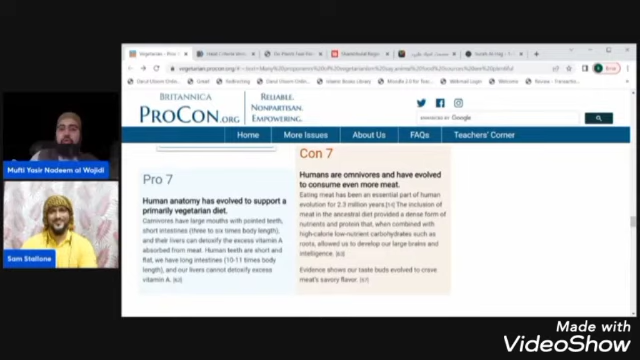 BRITANNICA
PROCON.ORG
RELIABLE.
NONPARTISAN.
EMPOWERING.
Google
Home
More Issues
About Us
FAQs
Teachers' Corner
Pro 7
Human anatomy has evolved to support a
primarily vegetarian diet.
Carnivores have large mouths with pointed teeth,
short intestines (three to six times body length),
and their livers can detoxify the excess vitamin A
absorbed from meat. Human teeth are short and
flat, we have long intestines (10-11 times body
length), and our livers cannot detoxify excess
vitamin A.
Con 7
Humans are omnivores and have evolved
to consume even more meat.
Eating meat has been an essential part of human
evolution for 2.3 million years.
The inclusion of
meat in the ancestral diet provided a dense form of
nutrients and protein that, when combined with
high-calorie low-nutrient carbohydrates such as
roots, allowed us to develop our large brains and
intelligence.
Evidence shows our taste buds evolved to crave
meat's savory flavor.
Mufti Yasir Nadeem al Wajidi
Sam Stallone
Made with
VideoShow